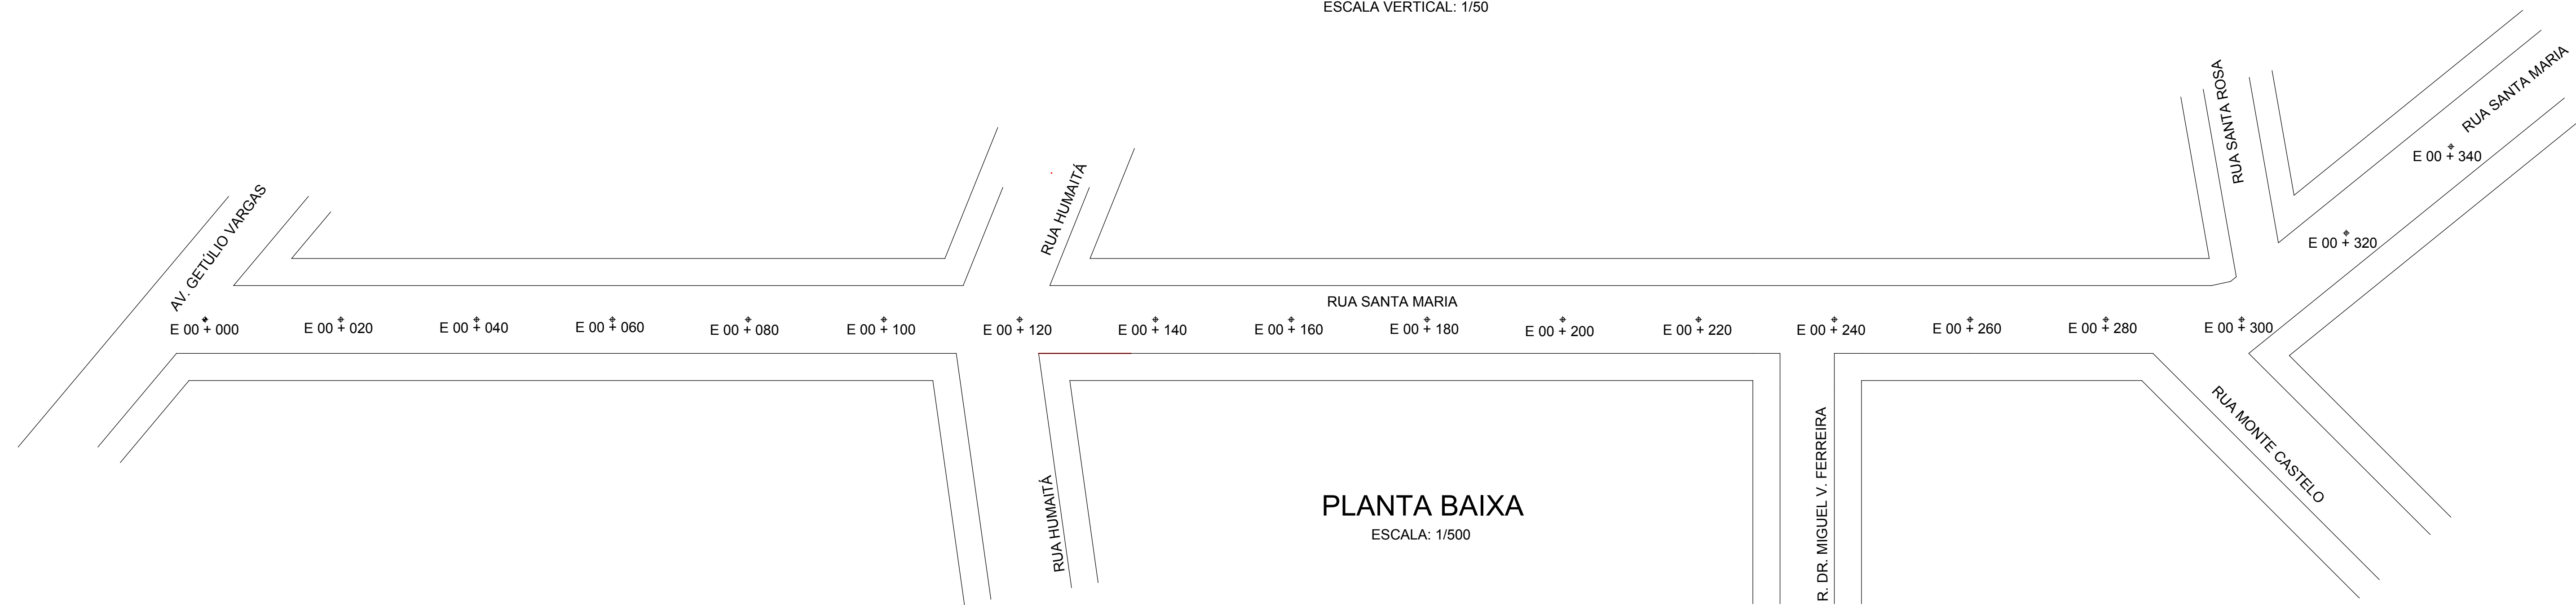 ESCALA VERTICAL: 1/50
RUA SANTA MARIA
RUA SANTA ROSA
E 00 + 340
RUA HUMAITÁ
AV. GETÚLIO VARGAS
E 00 + 320
RUA SANTA MARIA
E 00 + 000
E 00 + 020
E 00 + 040
E 00 + 060
E 00 + 080
E 00 + 100
E 00 + 120
E 00 + 140
E 00 + 160
E 00 + 180
E 00 + 200
E 00 + 220
E 00 + 240
E 00 + 260
E 00 + 280
E 00 + 300
RUA MONTE CASTELO
R. DR. MIGUEL V. FERREIRA
RUA HUMAITÁ
PLANTA BAIXA
ESCALA: 1/500